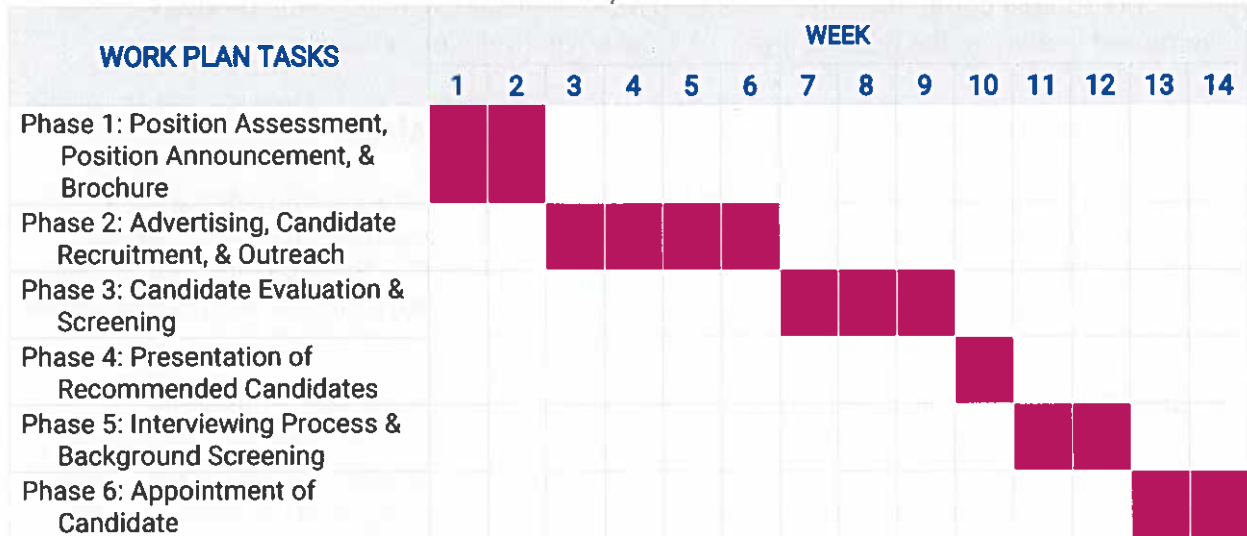 WORK PLAN TASKS
WEEK
1 2 3 4 5 6 7 8 9 10 11 12 13 14
Phase 1: Position Assessment,
Position Announcement, &
Brochure
Phase 2: Advertising, Candidate
Recruitment, & Outreach
Phase 3: Candidate Evaluation &
Screening
Phase 4: Presentation of
Recommended Candidates
Phase 5: Interviewing Process &
Background Screening
Phase 6: Appointment of
Candidate